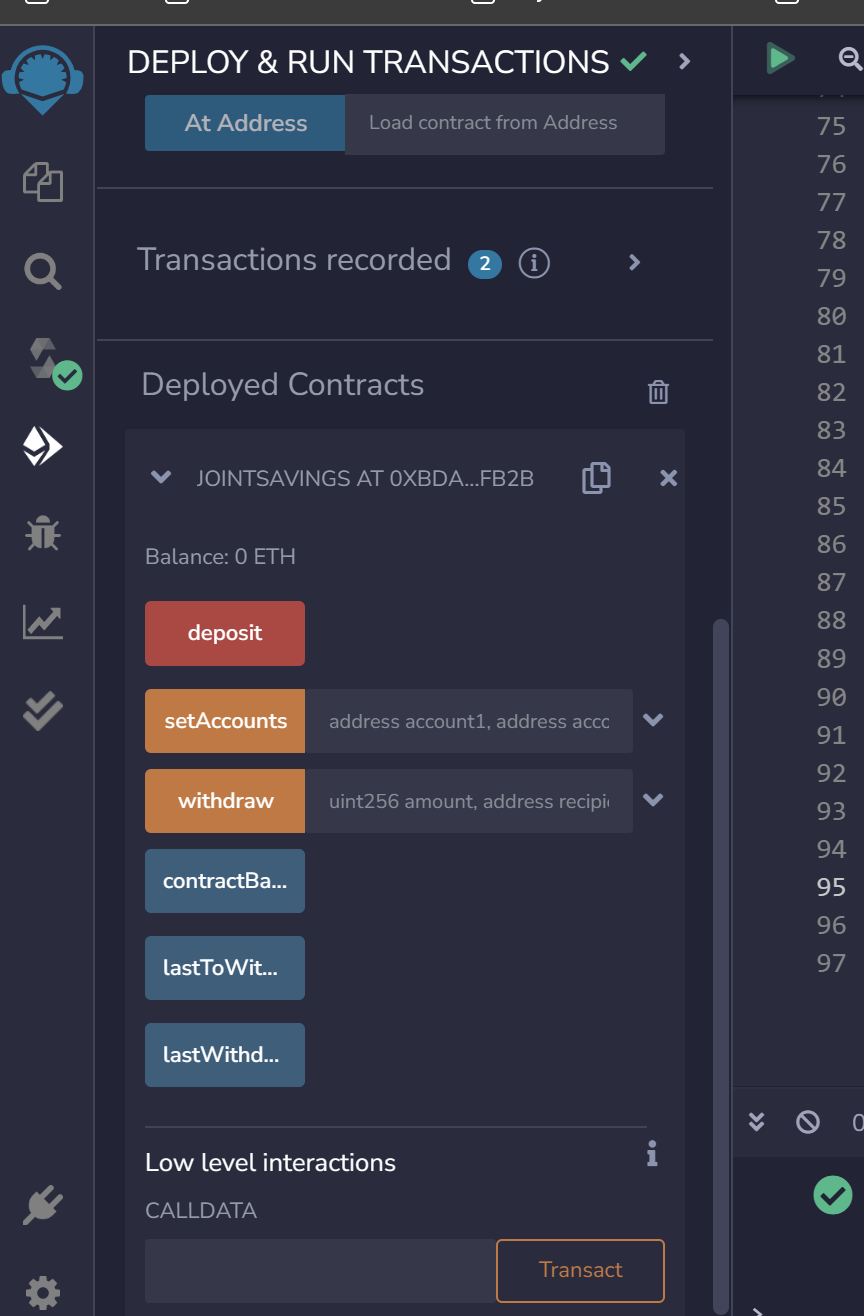 DEPLOY & RUN TRANSACTIONS
At Address Load contract from Address
Transactions recorded 2
Deployed Contracts
JOINTSAVINGS AT 0XBDA...FB2B
Balance: 0 ETH
deposit
setAccounts address account1, address acco
withdraw uint256 amount, address recipi
contractBa...
lastToWit...
lastWithd...
Low level interactions
CALLDATA
Transact
75
76
77
78
79
80
81
82
83
84
85
86
87
88
89
90
91
92
93
94
95
96
97
0